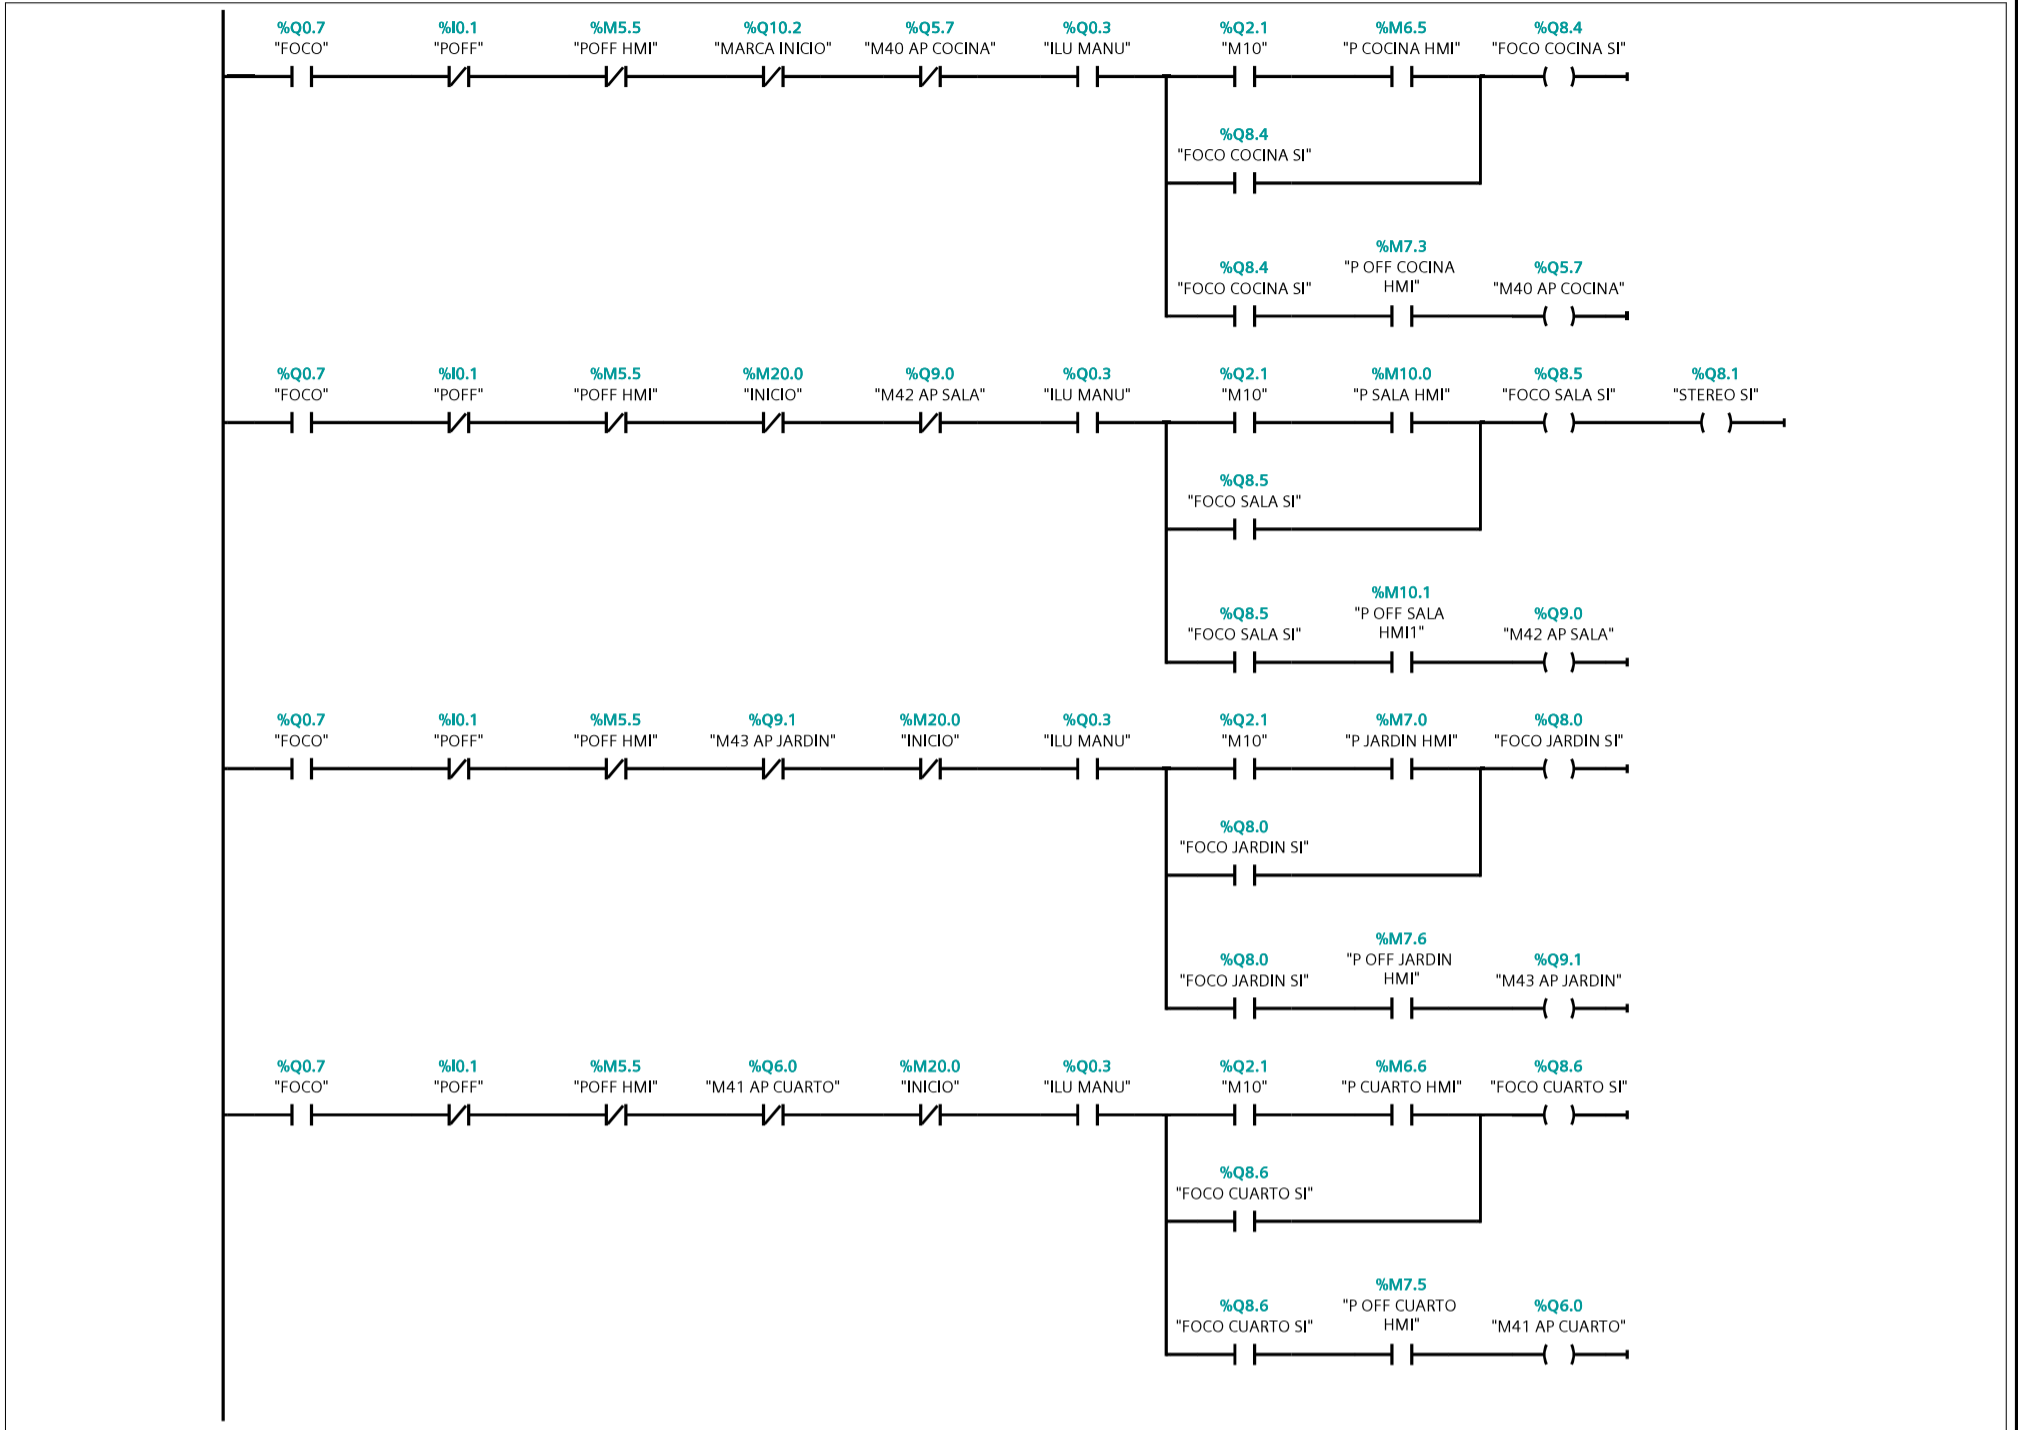 %Q0.7 %I0.1 %M5.5 %Q10.2 %Q5.7 %Q0.3 %Q2.1 %M6.5 %Q8.4
"FOCO" "POFF" "POFF HMI" "MARCA INICIO" "M40 AP COCINA" "ILU MANU" "M10" "P COCINA HMI" "FOCO COCINA SI"
%Q8.4
"FOCO COCINA SI"
%M7.3
%Q8.4 "P OFF COCINA %Q5.7
"FOCO COCINA SI" HMI" "M40 AP COCINA"
%Q0.7 %I0.1 %M5.5 %M20.0 %Q9.0 %Q0.3 %Q2.1 %M10.0 %Q8.5 %Q8.1
"FOCO" "POFF" "POFF HMI" "INICIO" "M42 AP SALA" "ILU MANU" "M10" "P SALA HMI" "FOCO SALA SI" "STEREO SI"
%Q8.5
"FOCO SALA SI"
%M10.1
%Q8.5 "P OFF SALA %Q9.0
"FOCO SALA SI" HMI1" "M42 AP SALA"
%Q0.7 %I0.1 %M5.5 %Q9.1 %M20.0 %Q0.3 %Q2.1 %M7.0 %Q8.0
"FOCO" "POFF" "POFF HMI" "M43 AP JARDIN" "INICIO" "ILU MANU" "M10" "P JARDIN HMI" "FOCO JARDIN SI"
%Q8.0
"FOCO JARDIN SI"
%M7.6
%Q8.0 "P OFF JARDIN %Q9.1
"FOCO JARDIN SI" HMI" "M43 AP JARDIN"
%Q0.7 %I0.1 %M5.5 %Q6.0 %M20.0 %Q0.3 %Q2.1 %M6.6 %Q8.6
"FOCO" "POFF" "POFF HMI" "M41 AP CUARTO" "INICIO" "ILU MANU" "M10" "P CUARTO HMI" "FOCO CUARTO SI"
%Q8.6
"FOCO CUARTO SI"
%M7.5
%Q8.6 "P OFF CUARTO %Q6.0
"FOCO CUARTO SI" HMI" "M41 AP CUARTO"